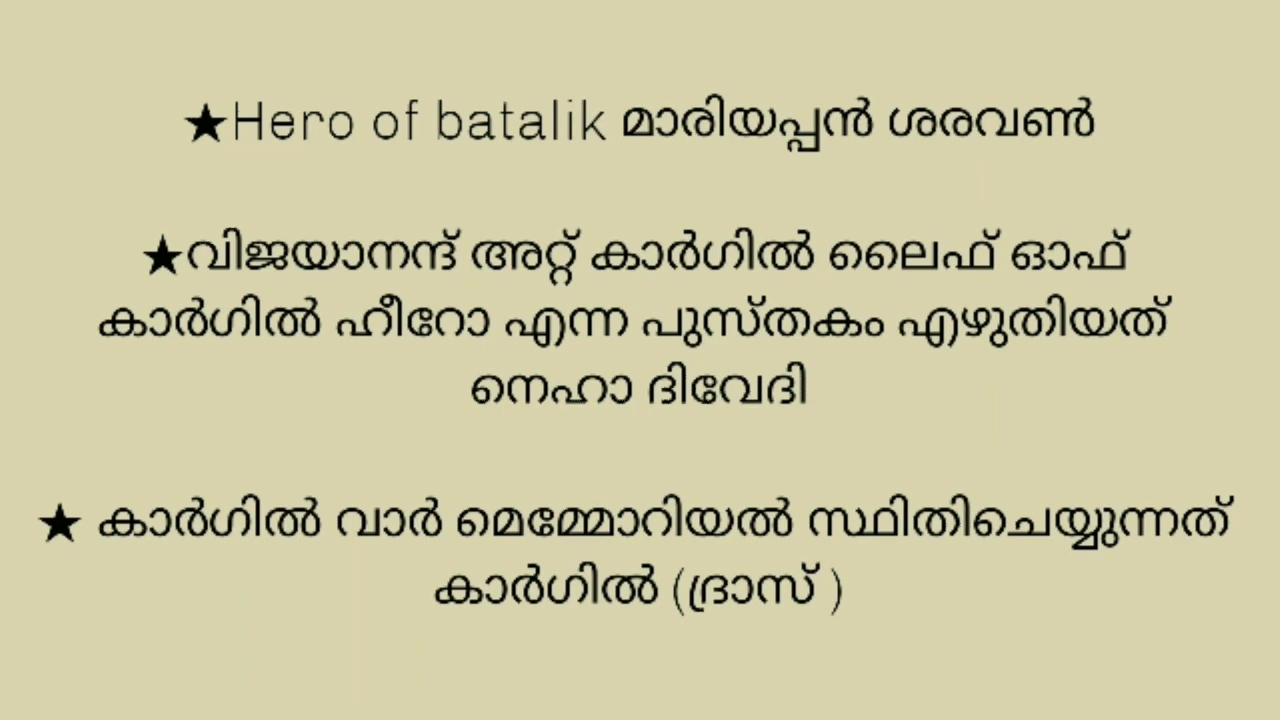 ★Hero of batalik മാരിയപ്പൻ ശരവൺ
★വിജയാനന്ദ് അറ്റ് കാർഗിൽ ലൈഫ് ഓഫ്
കാർഗിൽ ഹീറോ എന്ന പുസ്തകം എഴുതിയത്
നെഹാ ദിവേദി
★ കാർഗിൽ വാർ മെമ്മോറിയൽ സ്ഥിതിചെയ്യുന്നത്
കാർഗിൽ (ദ്രാസ് )